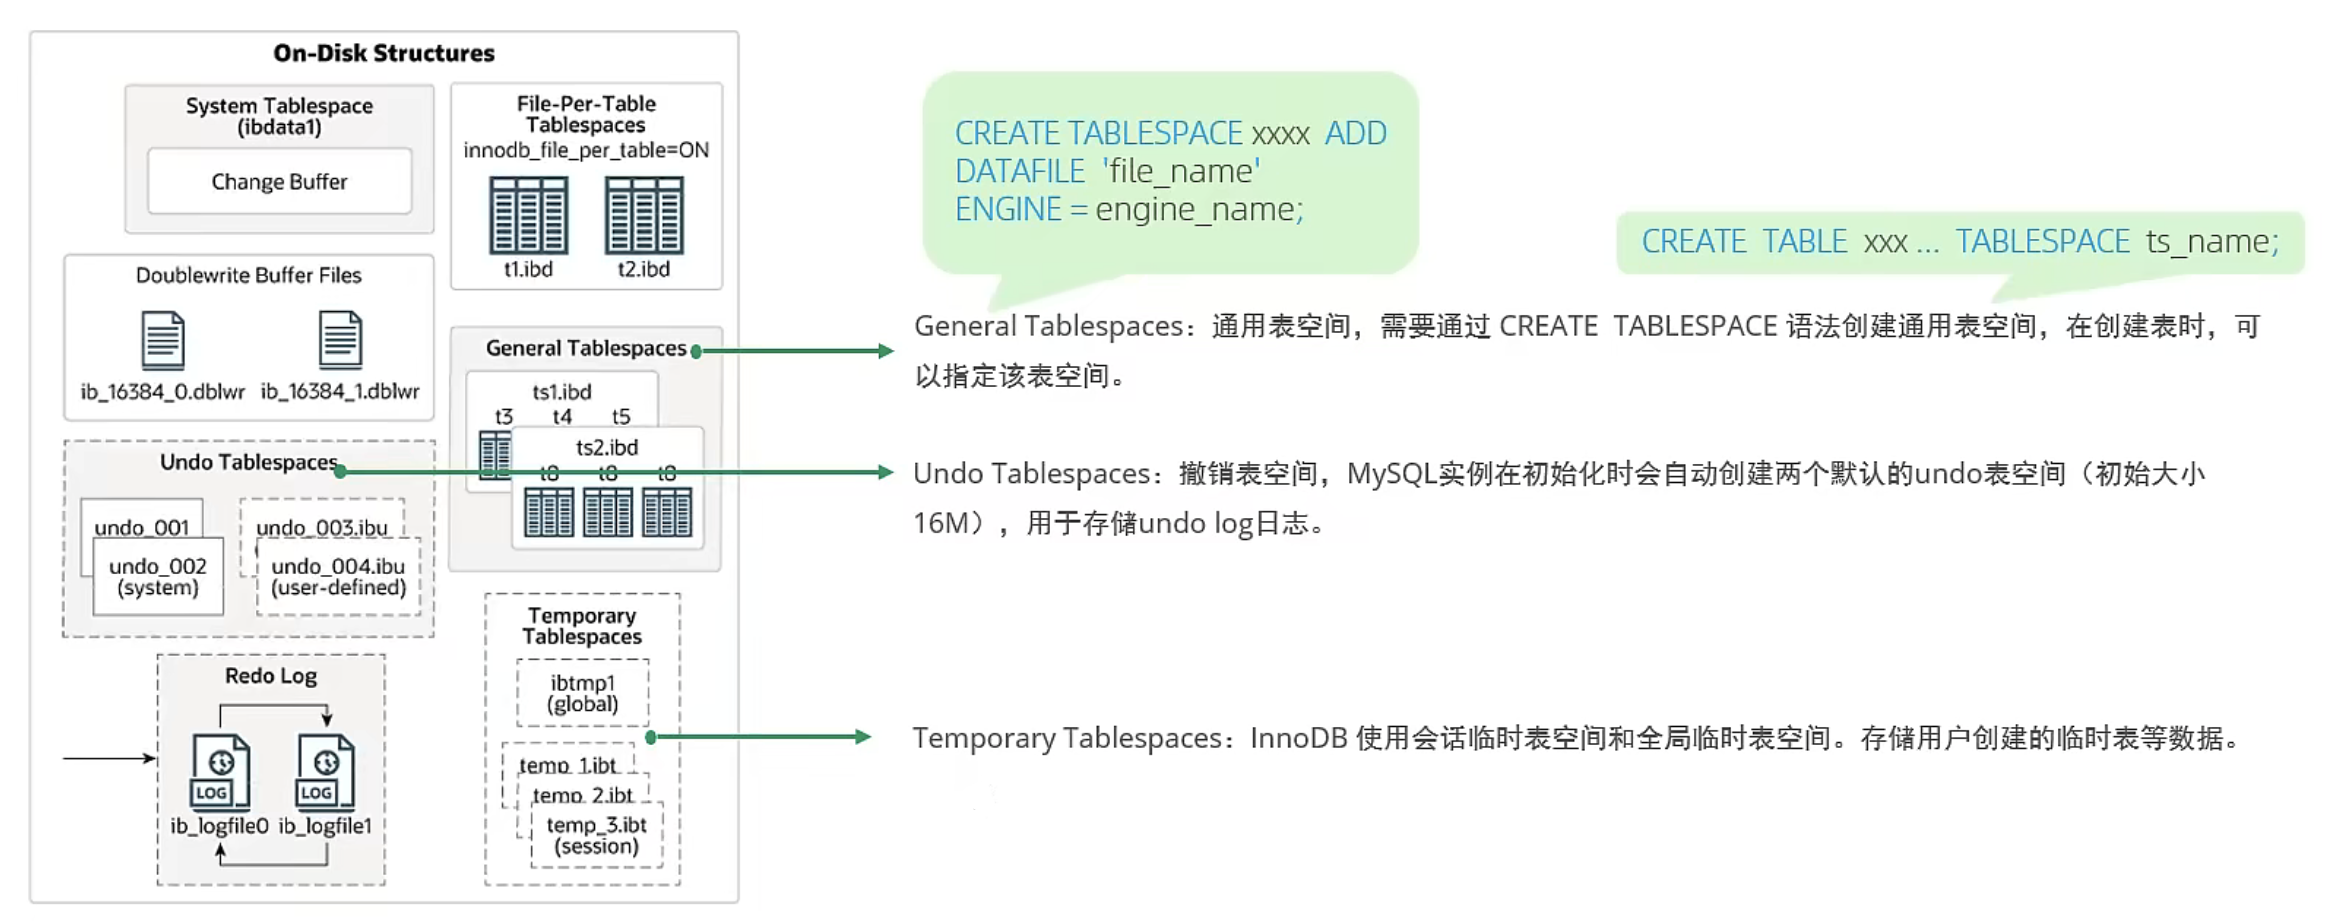 On-Disk Structures
System Tablespace
(ibdata1)
Change Buffer
File-Per-Table
Tablespaces
innodb_file_per_table=ON
t1.ibd
t2.ibd
Doublewrite Buffer Files
ib_16384_0.dblwr
ib_16384_1.dblwr
General Tablespaces
ts1.ibd
t3 t4 t5
ts2.ibd
t8 t8 t8
Undo Tablespaces
undo_001
undo_002
(system)
undo_003.ibu
undo_004.ibu
(user-defined)
Temporary
Tablespaces
ibtmp1
(global)
temp_1.ibt
temp_2.ibt
temp_3.ibt
(session)
Redo Log
LOG
LOG
ib_logfile0 ib_logfile1
CREATE TABLESPACE xxxx ADD
DATAFILE 'file_name'
ENGINE = engine_name;
CREATE TABLE xxx ... TABLESPACE ts_name;
General Tablespaces：通用表空间，需要通过 CREATE TABLESPACE 语法创建通用表空间，在创建表时，可
以指定该表空间。
Undo Tablespaces：撤销表空间，MySQL实例在初始化时会自动创建两个默认的undo表空间（初始大小
16M），用于存储undo log日志。
Temporary Tablespaces：InnoDB 使用会话临时表空间和全局临时表空间。存储用户创建的临时表等数据。